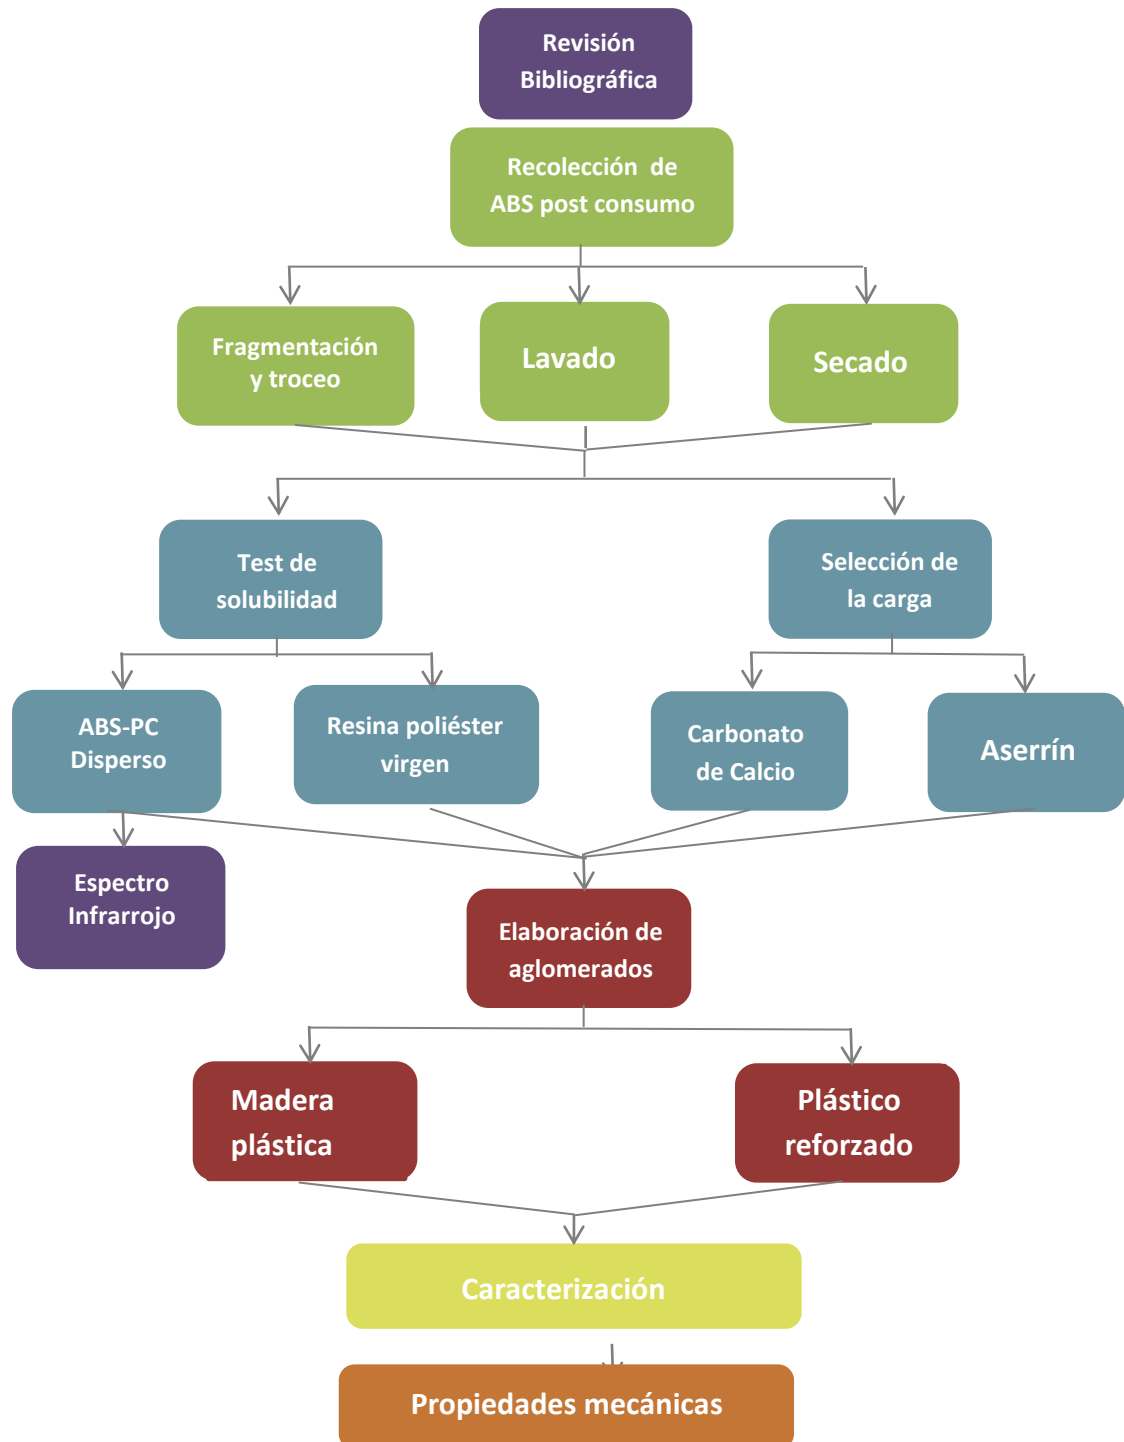 Revisión
Bibliográfica
Recolección de
ABS post consumo
Fragmentación
y troceo
Lavado
Secado
Test de
solubilidad
Selección de
la carga
ABS-PC
Disperso
Resina poliéster
virgen
Carbonato
de Calcio
Aserrín
Espectro
Infrarrojo
Elaboración de
aglomerados
Madera
plástica
Plástico
reforzado
Caracterización
Propiedades mecánicas